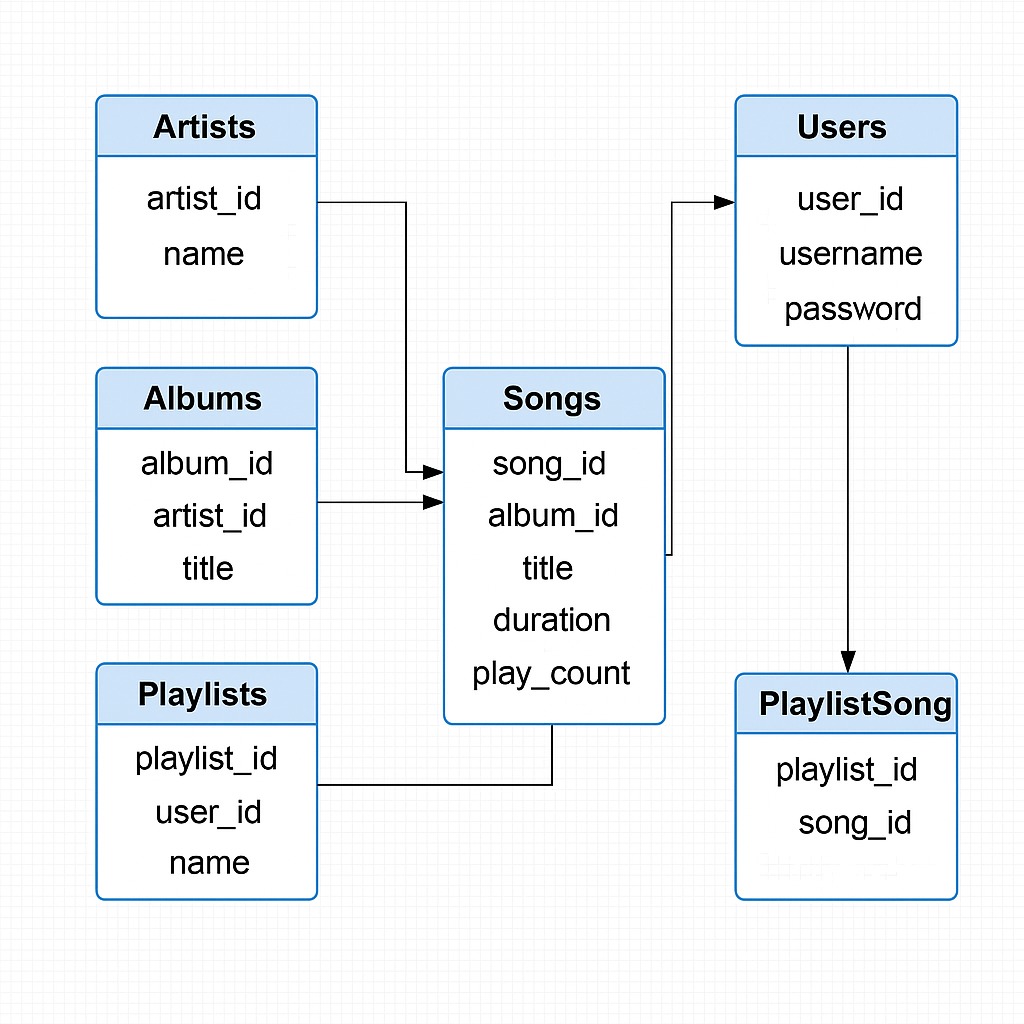 Artists
artist_id
name
Albums
album_id
artist_id
title
Playlists
playlist_id
user_id
name
Songs
song_id
album_id
title
duration
play_count
Users
user_id
username
password
PlaylistSong
playlist_id
song_id